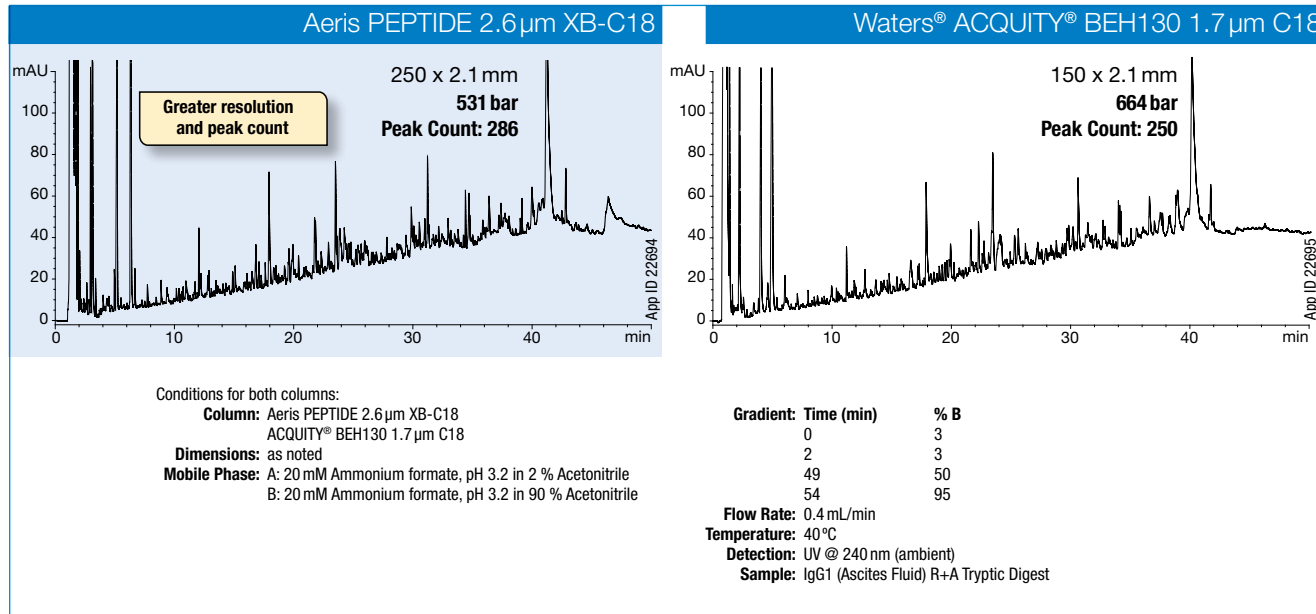 Aeris PEPTIDE 2.6 µm XB-C18
mAU
100
80
60
40
20
0
0
10
20
30
40
min
250 x 2.1 mm
531 bar
Peak Count: 286
Greater resolution
and peak count
App ID 22694
Waters® ACQUITY® BEH130 1.7 µm C18
mAU
100
80
60
40
20
0
0
10
20
30
40
min
150 x 2.1 mm
664 bar
Peak Count: 250
App ID 22695
Conditions for both columns:
Column: Aeris PEPTIDE 2.6 µm XB-C18
ACQUITY® BEH130 1.7 µm C18
Dimensions: as noted
Mobile Phase: A: 20 mM Ammonium formate, pH 3.2 in 2 % Acetonitrile
B: 20 mM Ammonium formate, pH 3.2 in 90 % Acetonitrile
Gradient: Time (min) % B
0 3
2 3
49 50
54 95
Flow Rate: 0.4 mL/min
Temperature: 40 ºC
Detection: UV @ 240 nm (ambient)
Sample: IgG1 (Ascites Fluid) R+A Tryptic Digest